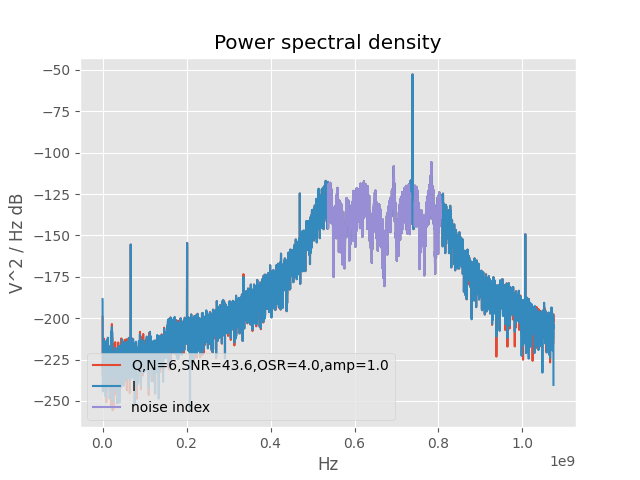 Power spectral density
−50
−75
−100
−125
−150
−175
−200
−225
−250
V^2 / Hz dB
Q,N=6,SNR=43.6,OSR=4.0,amp=1.0
I
noise index
0.0 0.2 0.4 0.6 0.8 1.0
1e9
Hz